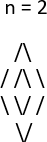 n = 2
/\
/ /\ \
\ \/ /
\/